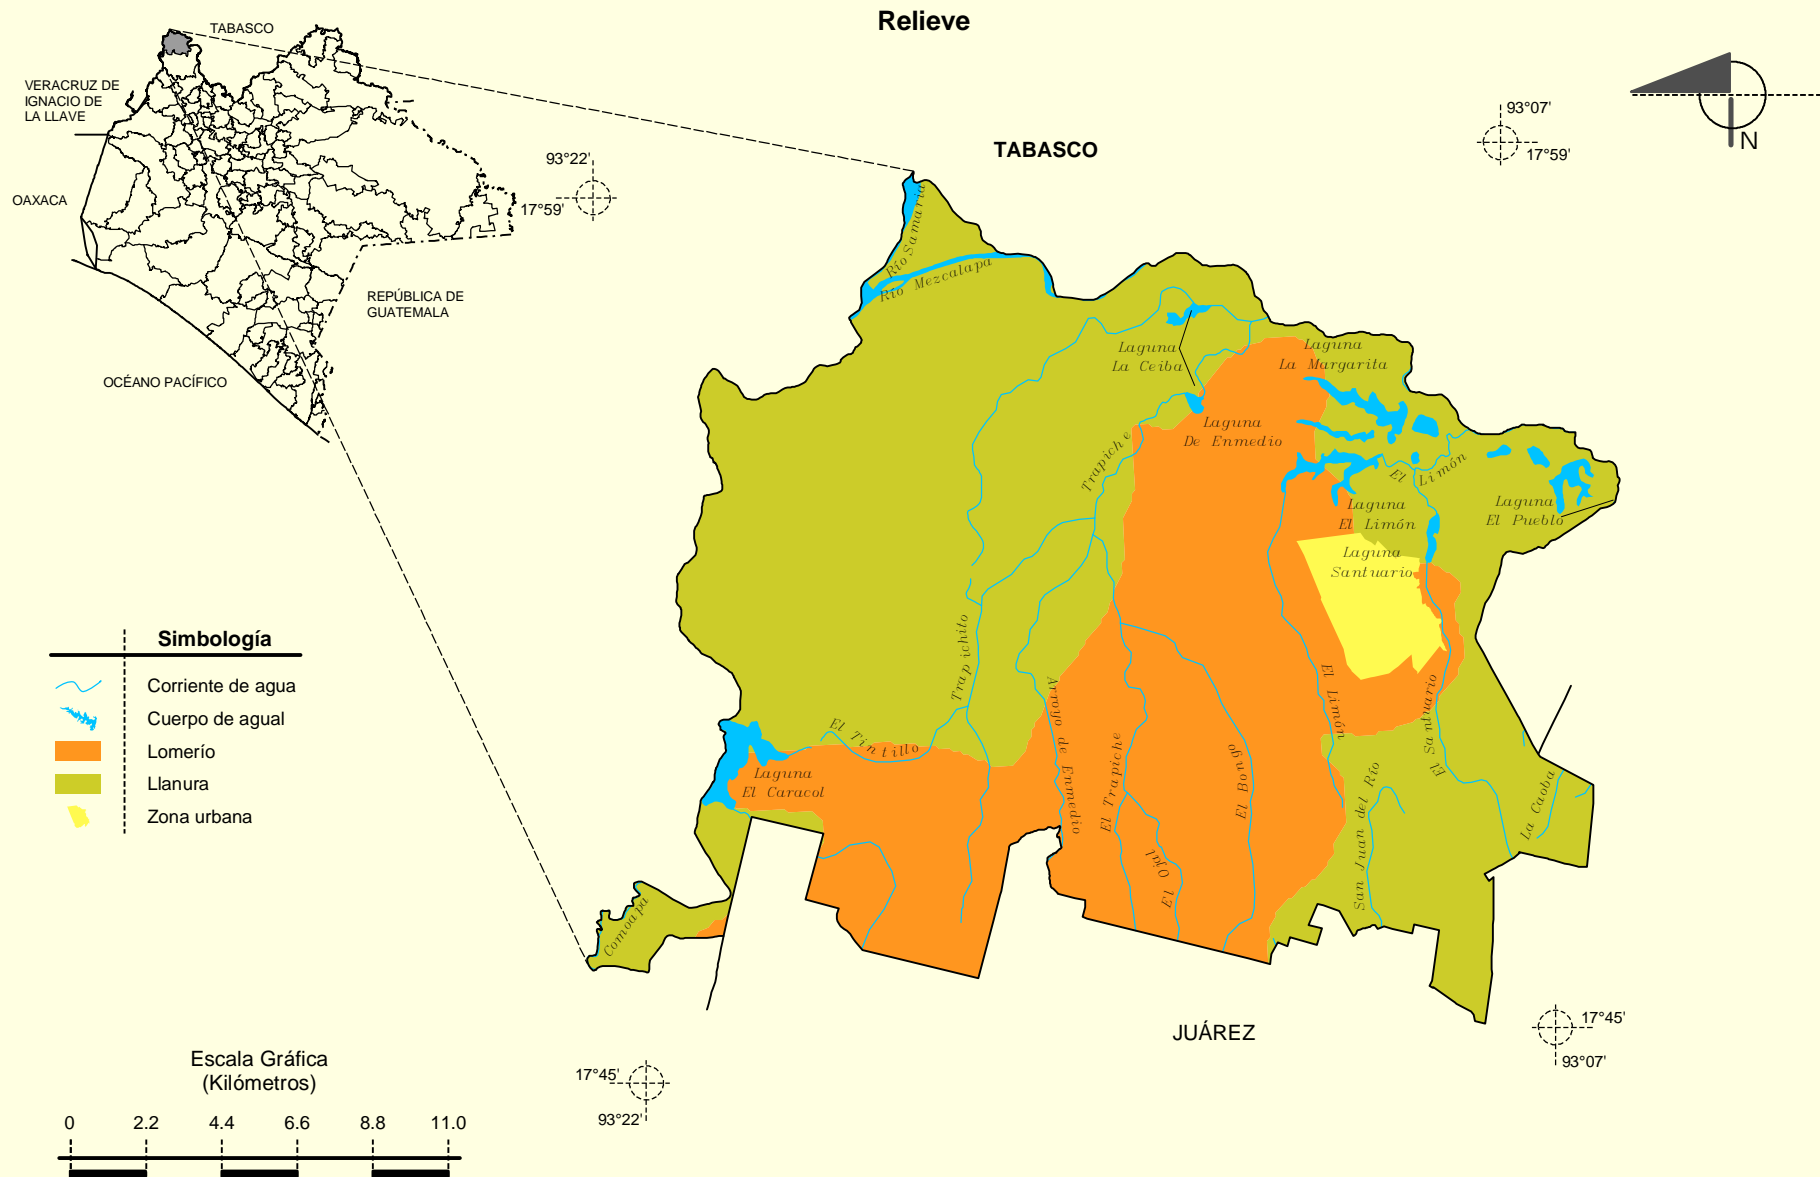 Relieve
TABASCO
VERACRUZ DE
IGNACIO DE
LA LLAVE
OAXACA
REPÚBLICA DE
GUATEMALA
OCÉANO PACÍFICO
93°22'
17°59'
93°07'
17°59'
N
TABASCO
Río Samaria
Río Mezcalapa
Laguna
La Ceiba
Laguna
La Margarita
Laguna
De Enmedio
Trapiche
El Limón
Laguna
El Limón
Laguna
El Pueblo
Laguna
Santuario
Trapichito
El Tintillo
Laguna
El Caracol
Arroyo de Enmedio
El Trapiche
El Ojal
El Bongo
El Limón
El Santuario
San Juan del Río
La Caoba
Comoapa
JUÁREZ
Simbología
Corriente de agua
Cuerpo de agual
Lomerío
Llanura
Zona urbana
Escala Gráfica
(Kilómetros)
0 2.2 4.4 6.6 8.8 11.0
17°45'
93°22'
17°45'
93°07'